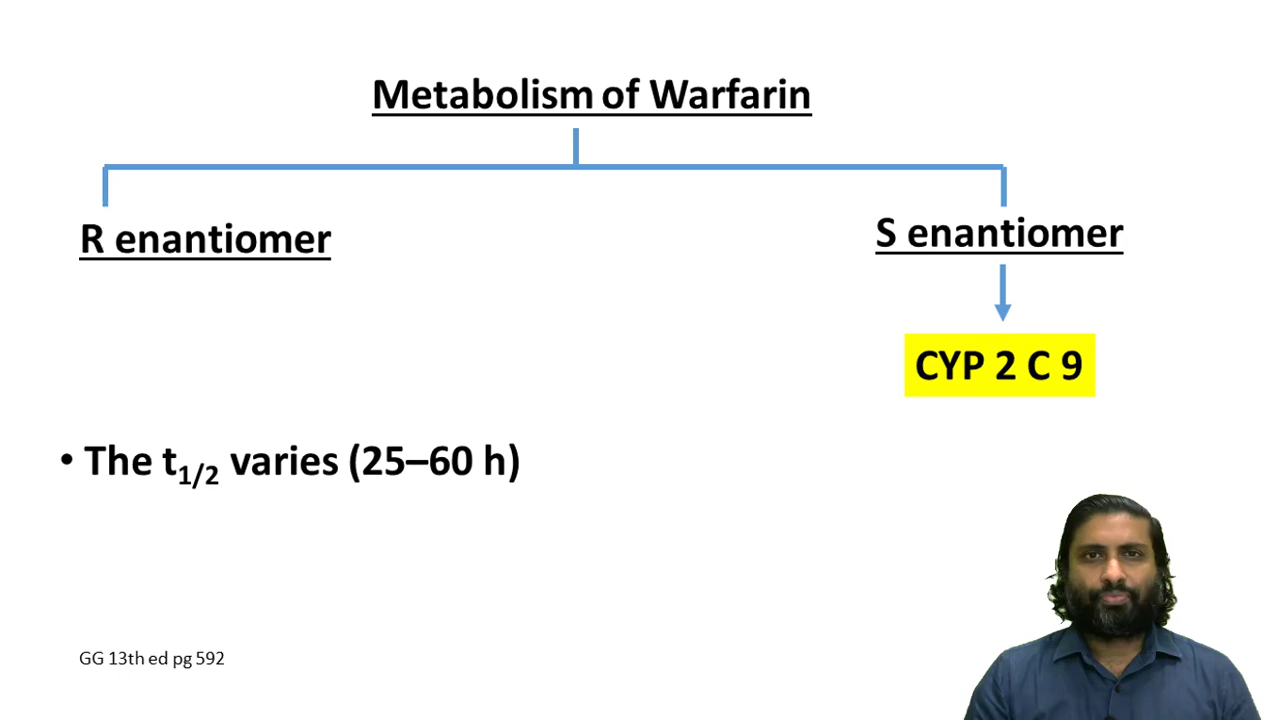 Metabolism of Warfarin
R enantiomer
S enantiomer
CYP 2 C 9
• The t1/2 varies (25–60 h)
GG 13th ed pg 592